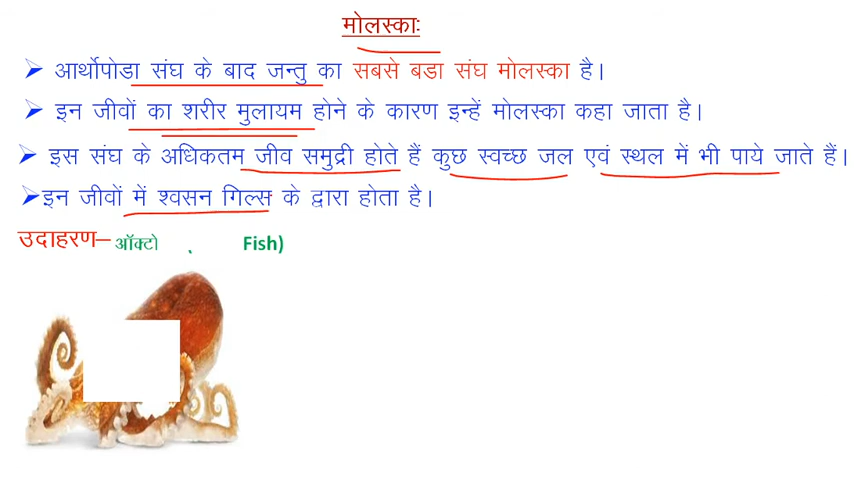 मोलस्काः
➢ आर्थोपोडा संघ के बाद जन्तु का सबसे बडा संघ मोलस्का है।
➢ इन जीवों का शरीर मुलायम होने के कारण इन्हें मोलस्का कहा जाता है।
➢ इस संघ के अधिकतम जीव समुद्री होते हैं कुछ स्वच्छ जल एवं स्थल में भी पाये जाते हैं।
➢इन जीवों में श्वसन गिल्स के द्वारा होता है।
उदाहरण– ऑक्टो Fish)